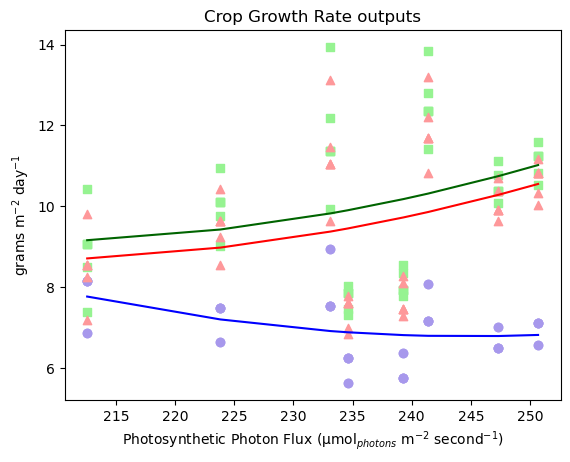 Crop Growth Rate outputs
grams m⁻² day⁻¹
14
12
10
8
6
215 220 225 230 235 240 245 250
Photosynthetic Photon Flux (μmol_photons m⁻² second⁻¹)